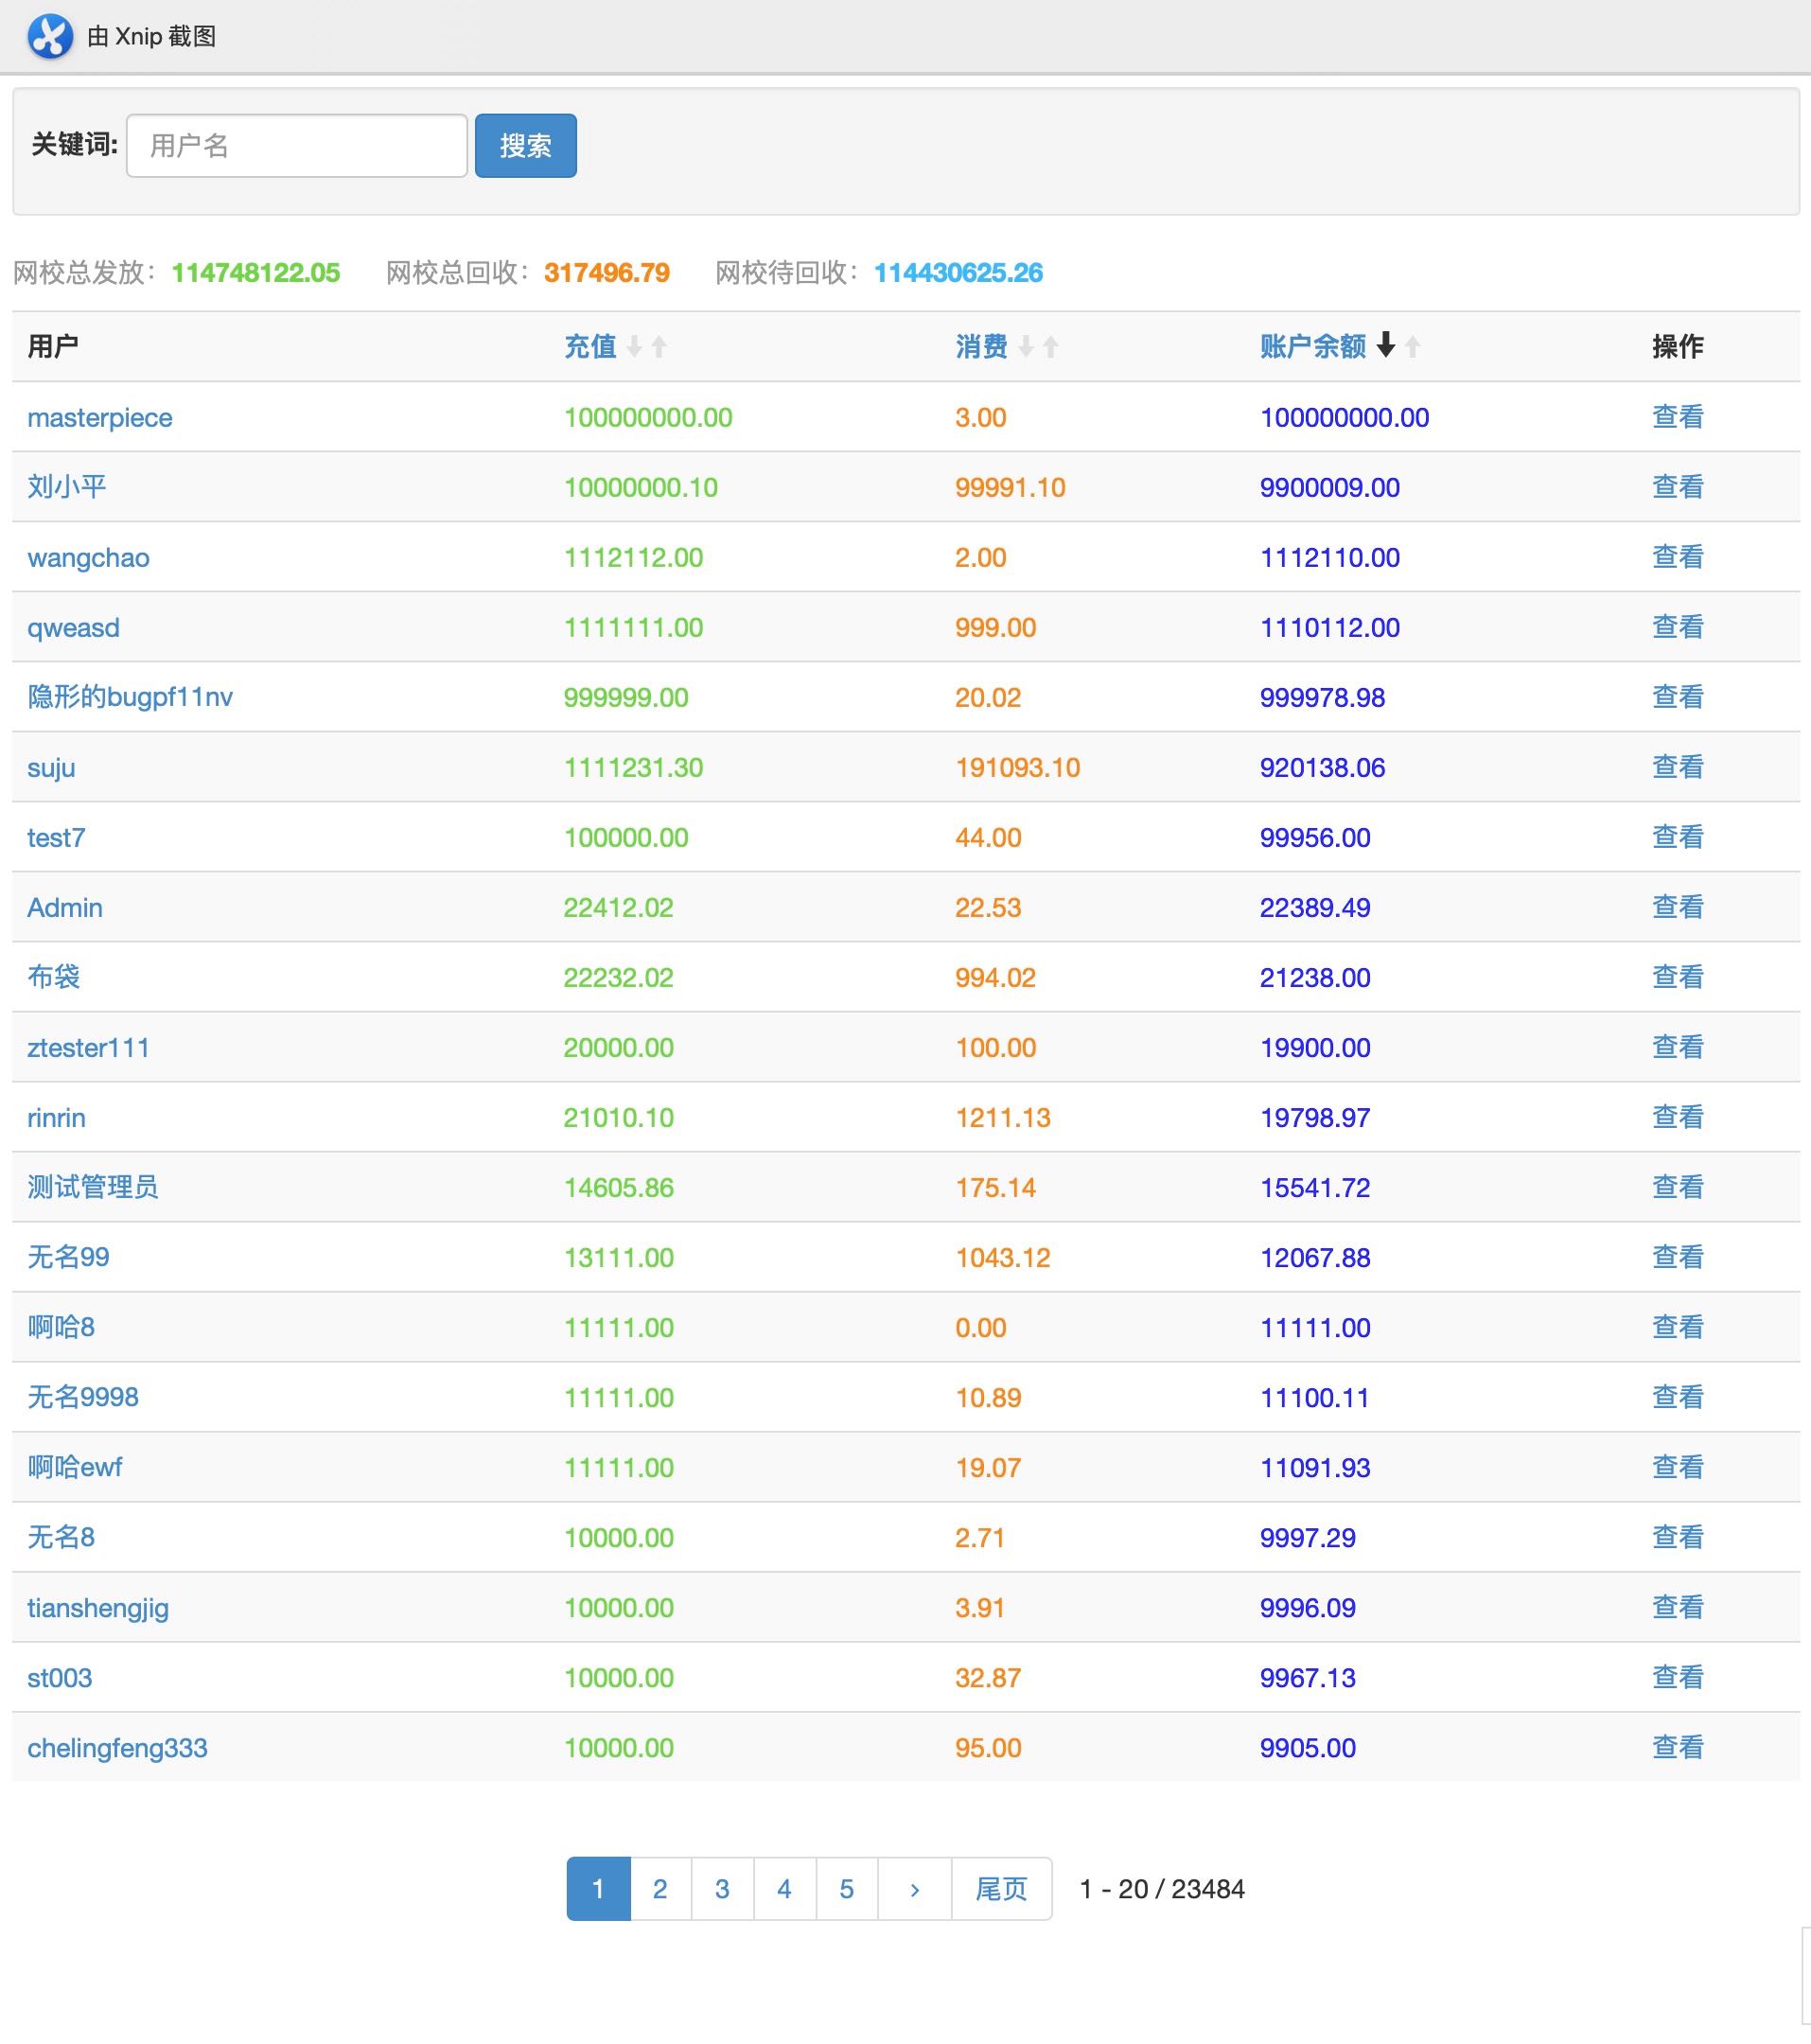 由 Xnip 截图
关键词: 用户名 搜索
网校总发放： 114748122.05 网校总回收： 317496.79 网校待回收： 114430625.26
用户 充值 消费 账户余额 操作
masterpiece 100000000.00 3.00 100000000.00 查看
刘小平 10000000.10 99991.10 9900009.00 查看
wangchao 1112112.00 2.00 1112110.00 查看
qweasd 1111111.00 999.00 1110112.00 查看
隐形的bugpf11nv 999999.00 20.02 999978.98 查看
suju 1111231.30 191093.10 920138.06 查看
test7 100000.00 44.00 99956.00 查看
Admin 22412.02 22.53 22389.49 查看
布袋 22232.02 994.02 21238.00 查看
ztester111 20000.00 100.00 19900.00 查看
rinrin 21010.10 1211.13 19798.97 查看
测试管理员 14605.86 175.14 15541.72 查看
无名99 13111.00 1043.12 12067.88 查看
啊哈8 11111.00 0.00 11111.00 查看
无名9998 11111.00 10.89 11100.11 查看
啊哈ewf 11111.00 19.07 11091.93 查看
无名8 10000.00 2.71 9997.29 查看
tianshengjig 10000.00 3.91 9996.09 查看
st003 10000.00 32.87 9967.13 查看
chelingfeng333 10000.00 95.00 9905.00 查看
1 2 3 4 5 › 尾页 1 - 20 / 23484